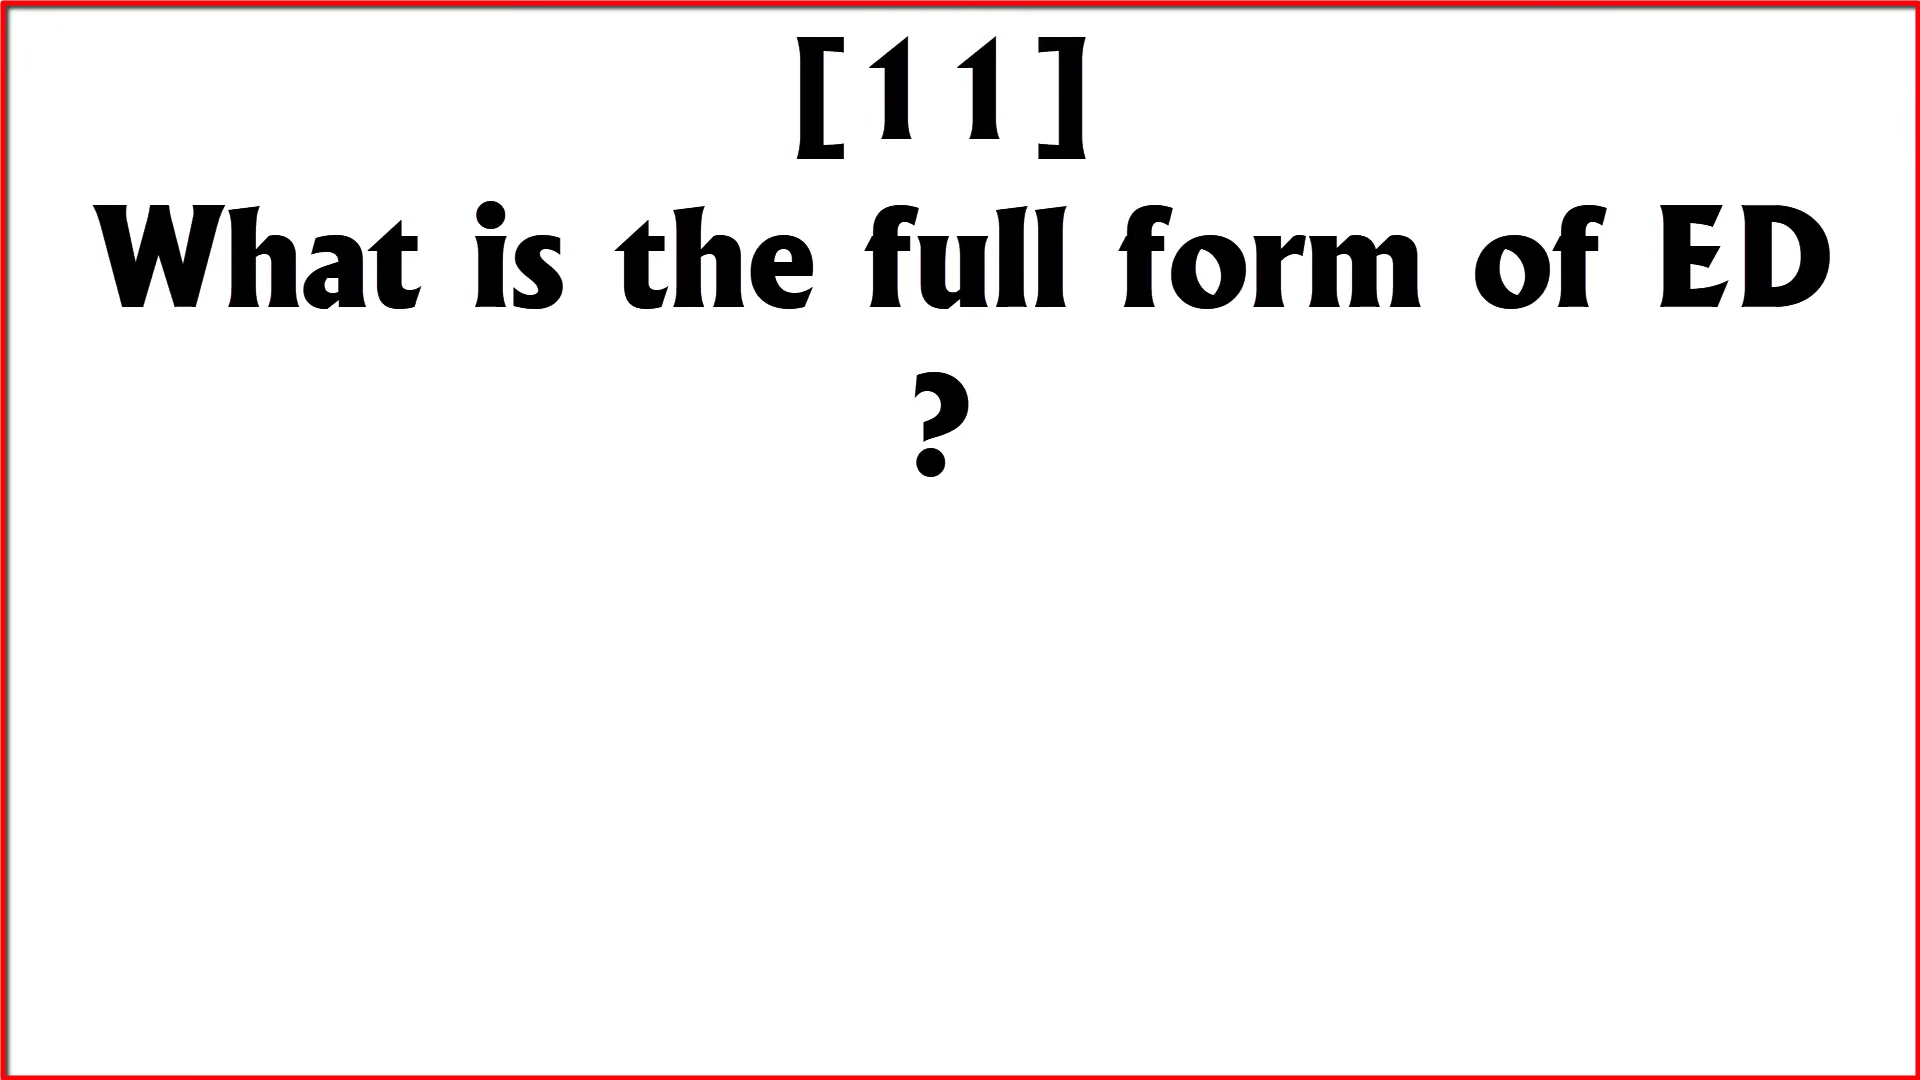 [11]
What is the full form of ED
?